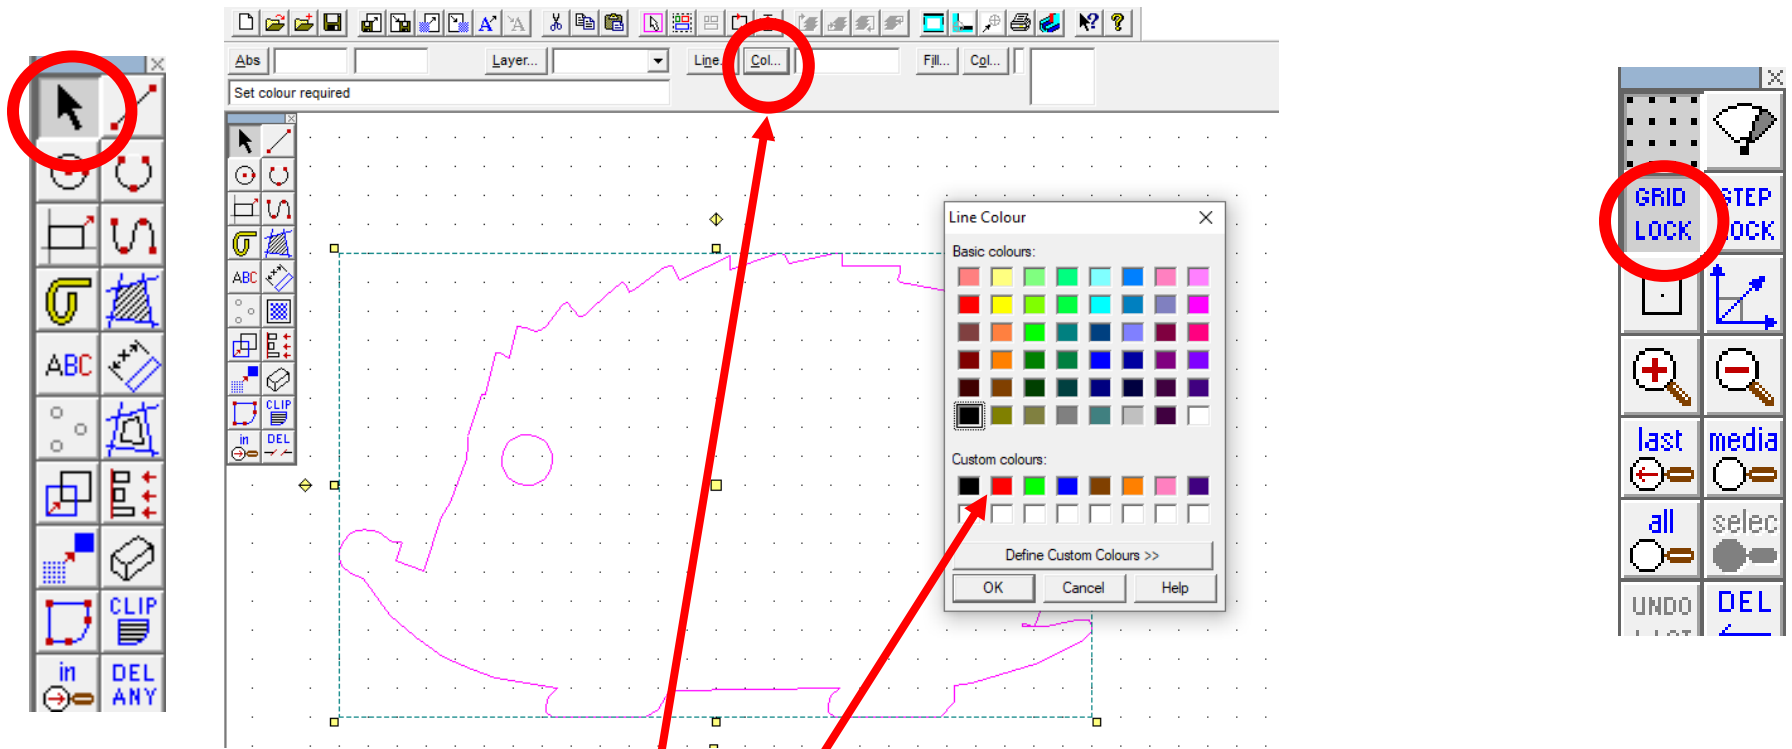 Abs
Layer...
Line...
Col...
Fill...
Col...
Set colour required
ABC
CLIP
in
DEL
ABC
CLIP
in
DEL
ANY
Line Colour
Basic colours:
Custom colours:
Define Custom Colours >>
OK
Cancel
Help
GRID
LOCK
STEP
LOCK
last
media
all
selec
UNDO
DEL